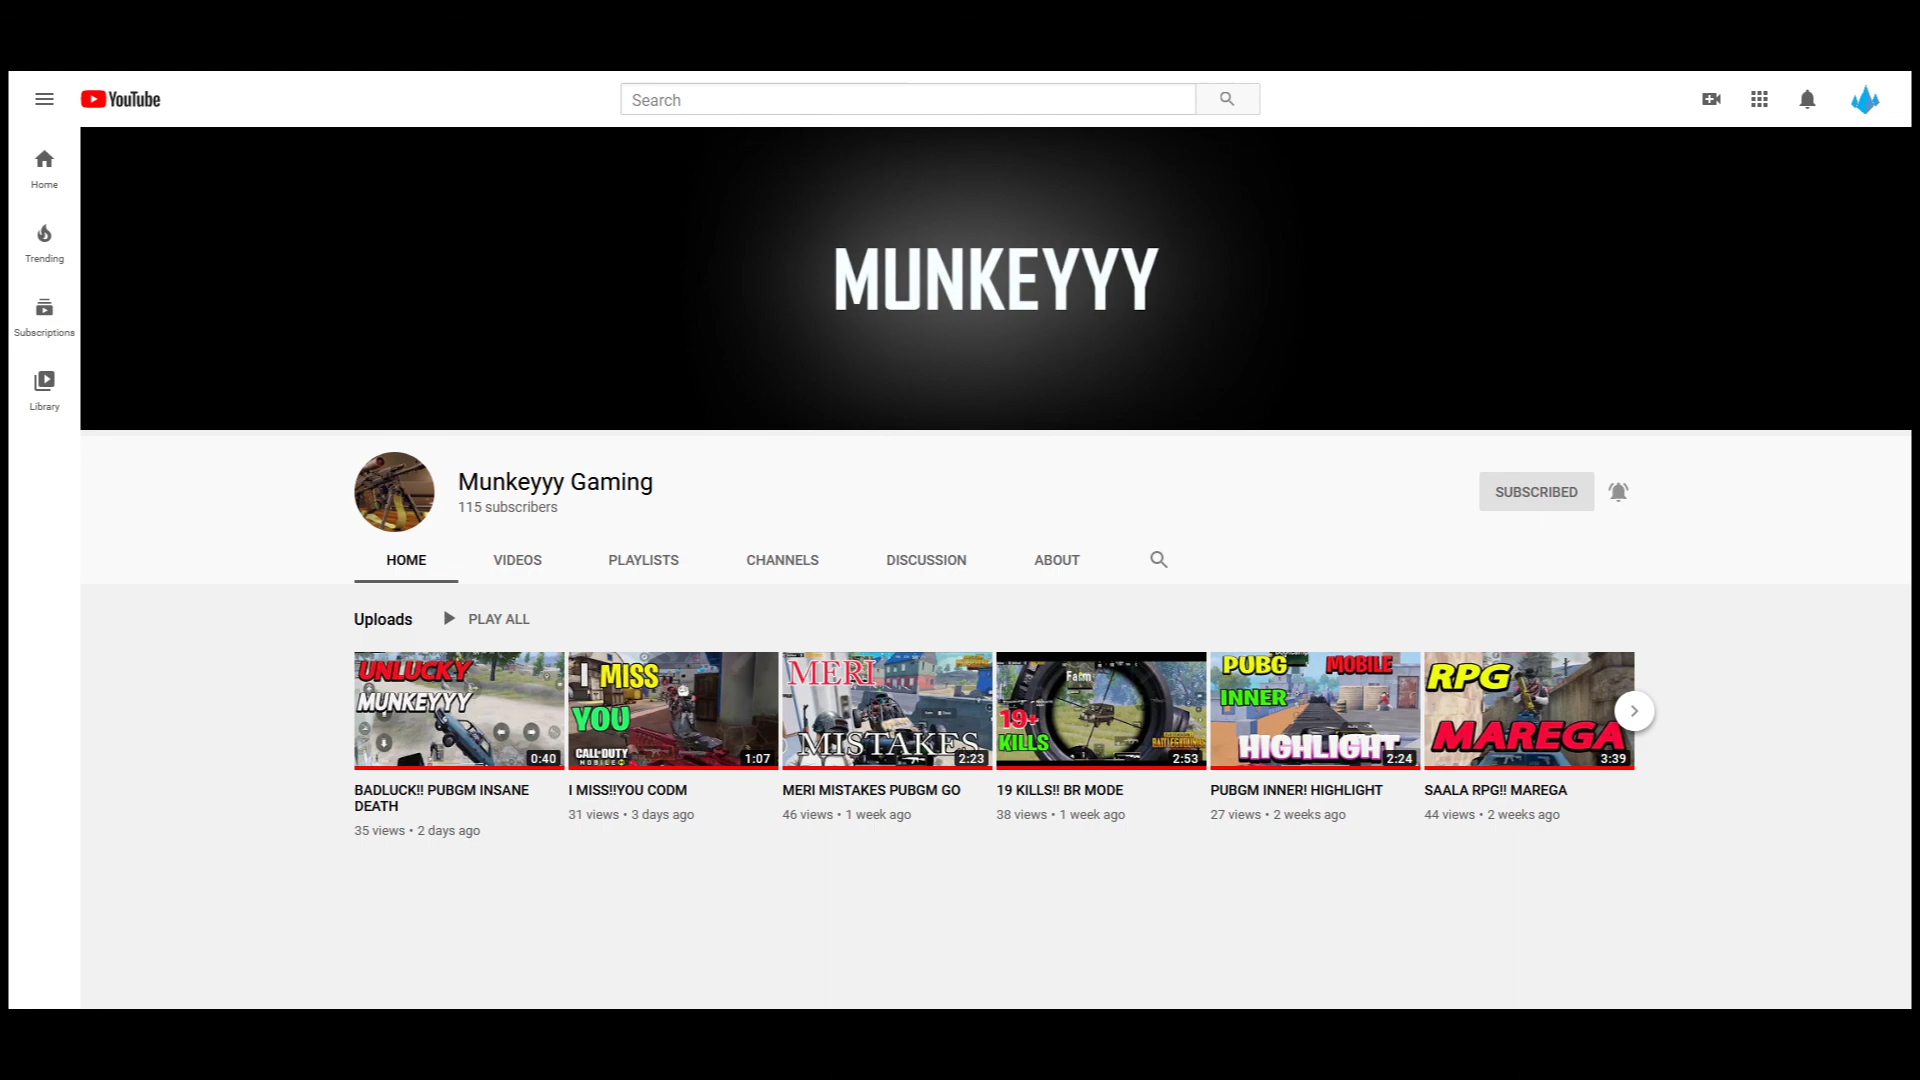 YouTube
Search
Home
Trending
Subscriptions
Library
MUNKEYYY
Munkeyyy Gaming
115 subscribers
SUBSCRIBED
HOME VIDEOS PLAYLISTS CHANNELS DISCUSSION ABOUT
Uploads PLAY ALL
UNLUCKY
MUNKEYYY
0:40
I MISS
YOU
CALL OF DUTY
MOBILE
1:07
MERI
MISTAKES
2:23
Farm
19+
KILLS
BATTLEGROUNDS
2:53
PUBG MOBILE
INNER
HIGHLIGHT
2:24
RPG
MAREGA
3:39
BADLUCK!! PUBGM INSANE
DEATH
35 views • 2 days ago
I MISS!!YOU CODM
31 views • 3 days ago
MERI MISTAKES PUBGM GO
46 views • 1 week ago
19 KILLS!! BR MODE
38 views • 1 week ago
PUBGM INNER! HIGHLIGHT
27 views • 2 weeks ago
SAALA RPG!! MAREGA
44 views • 2 weeks ago